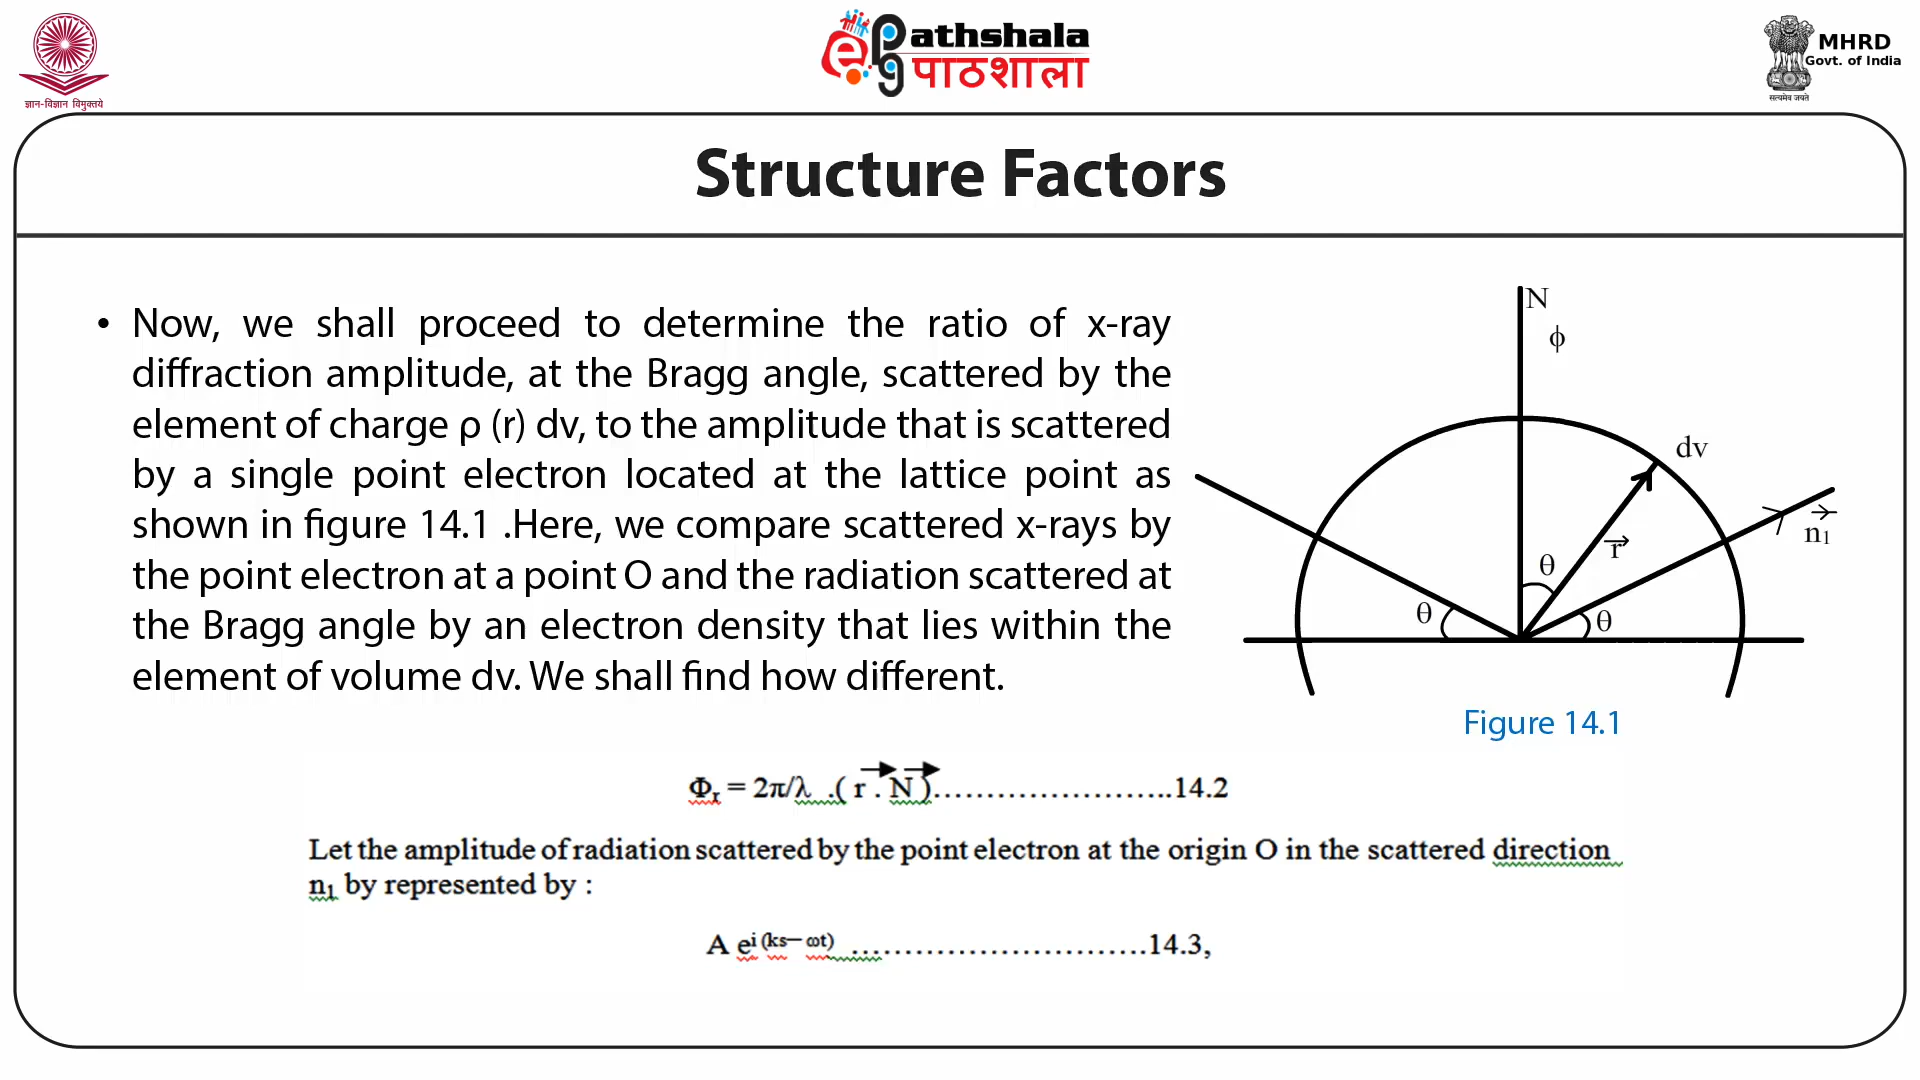 ज्ञान-विज्ञान विमुक्तये
ePathshala
पाठशाला
MHRD
Govt. of India
सत्यमेव जयते
Structure Factors
• Now, we shall proceed to determine the ratio of x-ray
diffraction amplitude, at the Bragg angle, scattered by the
element of charge ρ (r) dv, to the amplitude that is scattered
by a single point electron located at the lattice point as
shown in figure 14.1 .Here, we compare scattered x-rays by
the point electron at a point O and the radiation scattered at
the Bragg angle by an electron density that lies within the
element of volume dv. We shall find how different.
N
ϕ
dv
n₁
r
θ
θ
θ
Figure 14.1
Φᵣ = 2π/λ .( r . N )……………………..14.2
Let the amplitude of radiation scattered by the point electron at the origin O in the scattered direction
n₁ by represented by :
A eⁱ ⁽ᵏˢ⁻ ᵚᵗ⁾ ……………………….14.3,